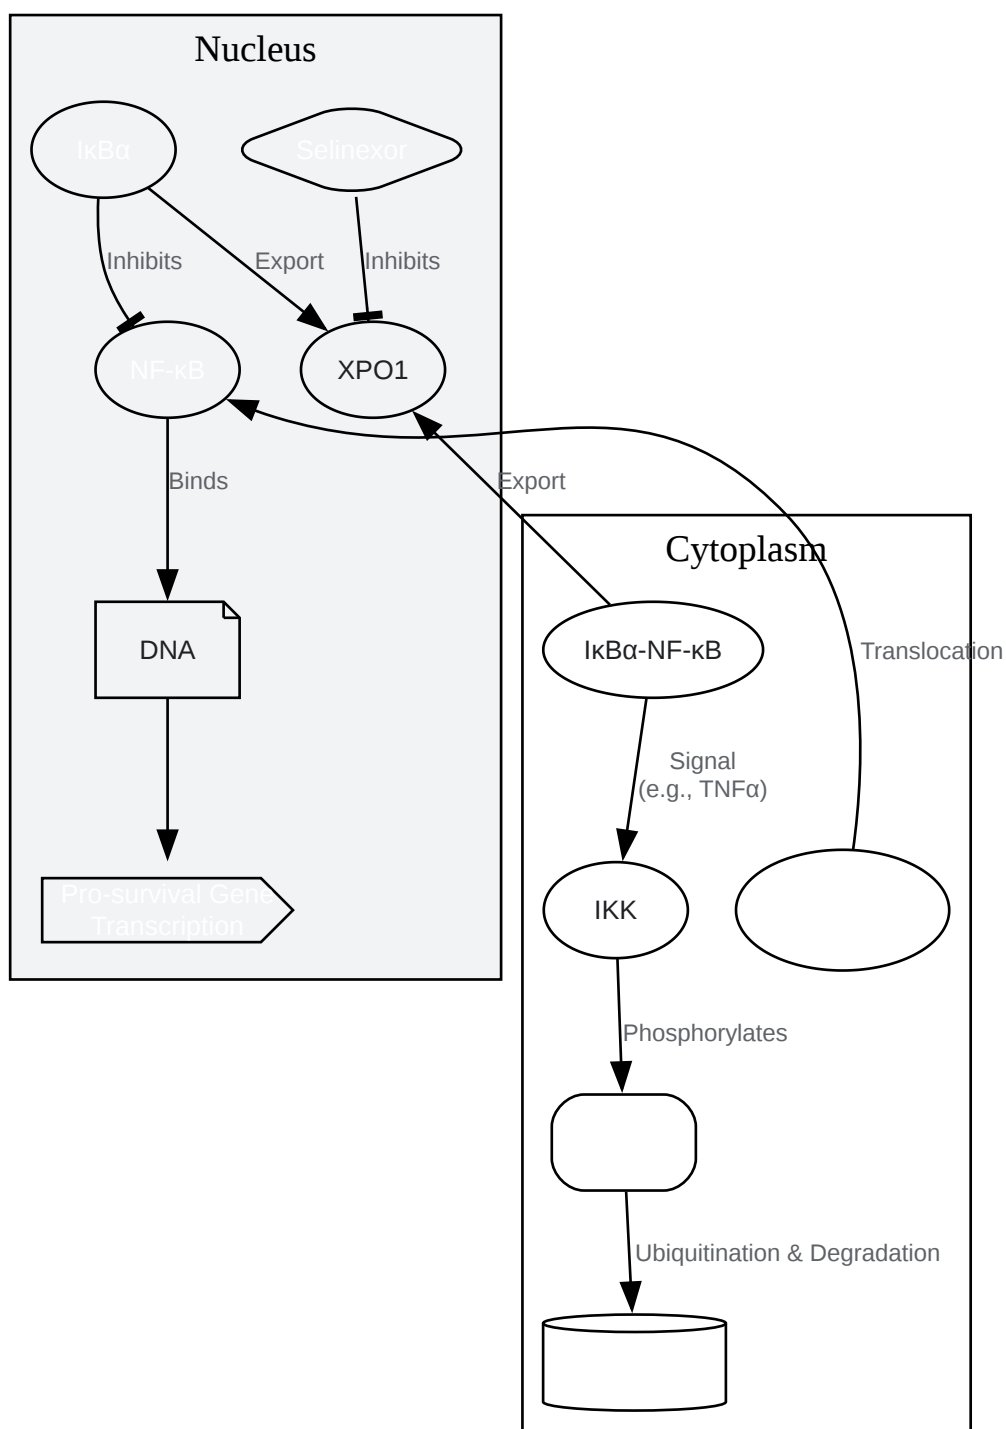 Nucleus
IκBα
Selinexor
Inhibits
Export
Inhibits
NF-κB
XPO1
Binds
Export
Cytoplasm
DNA
IκBα-NF-κB
Translocation
Signal
(e.g., TNFα)
Pro-survival Gene
Transcription
IKK
Phosphorylates
Ubiquitination & Degradation